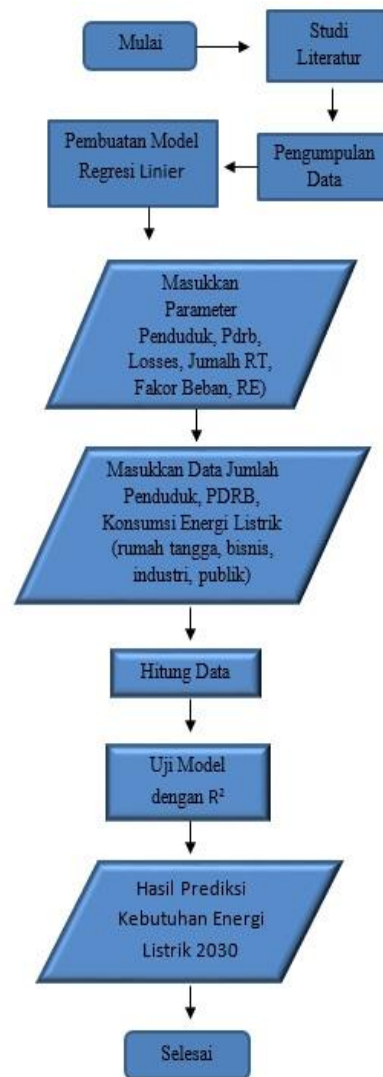 Mulai
Studi
Literatur
Pengumpulan
Data
Pembuatan Model
Regresi Linier
Masukkan
Parameter
Penduduk, Pdrb,
Losses, Jumalh RT,
Fakor Beban, RE)
Masukkan Data Jumlah
Penduduk, PDRB,
Konsumsi Energi Listrik
(rumah tangga, bisnis,
industri, publik)
Hitung Data
Uji Model
dengan R²
Hasil Prediksi
Kebutuhan Energi
Listrik 2030
Selesai